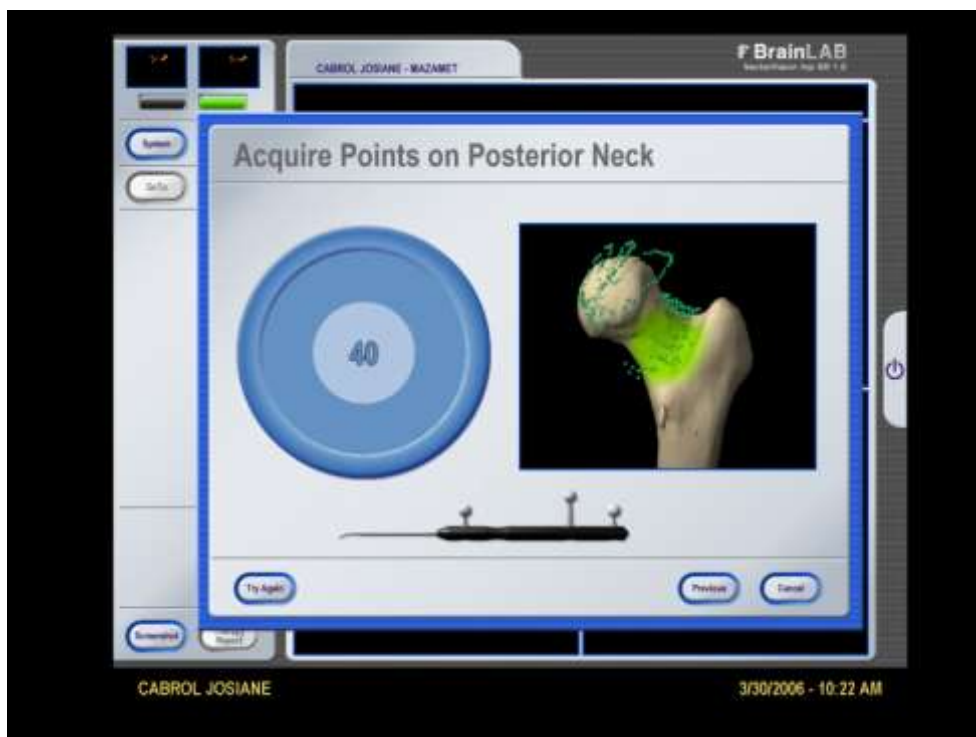 CABROL JOSIANE - MAZAMET
BrainLAB
System
Acquire Points on Posterior Neck
40
Try Again
Previous
Cancel
Screenshot
Report
CABROL JOSIANE
3/30/2006 - 10:22 AM